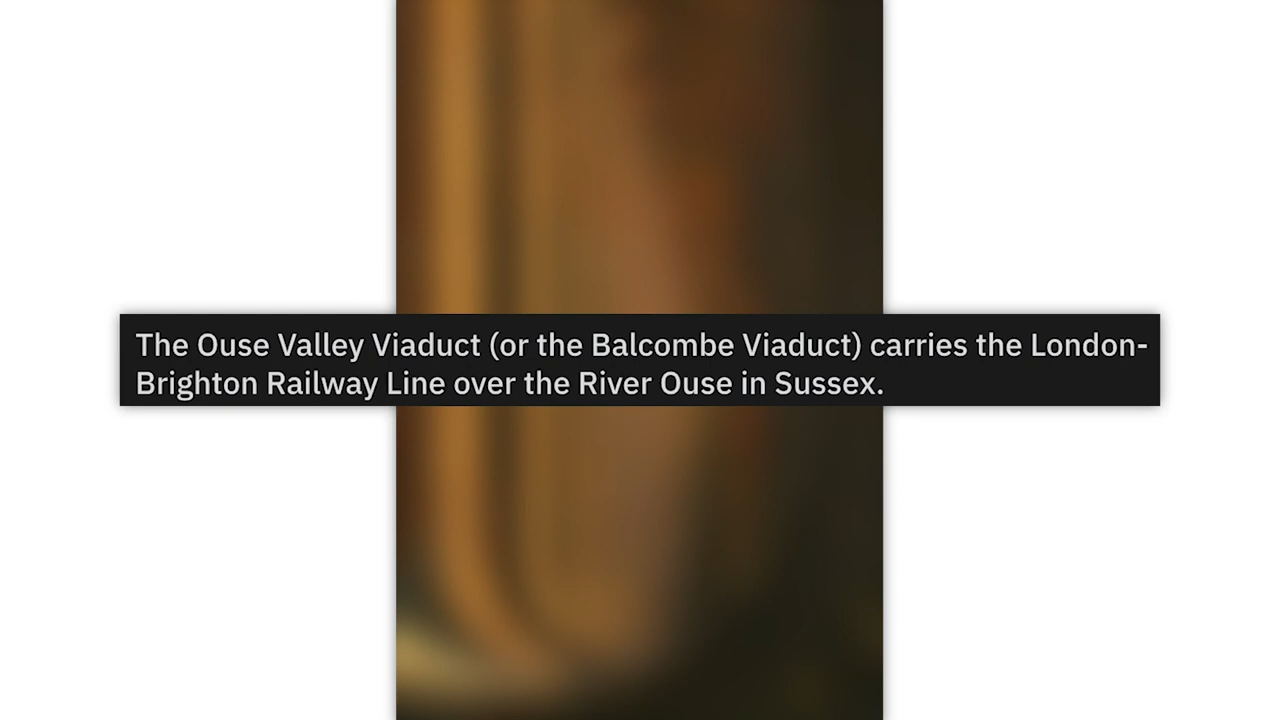 The Ouse Valley Viaduct (or the Balcombe Viaduct) carries the London-
Brighton Railway Line over the River Ouse in Sussex.